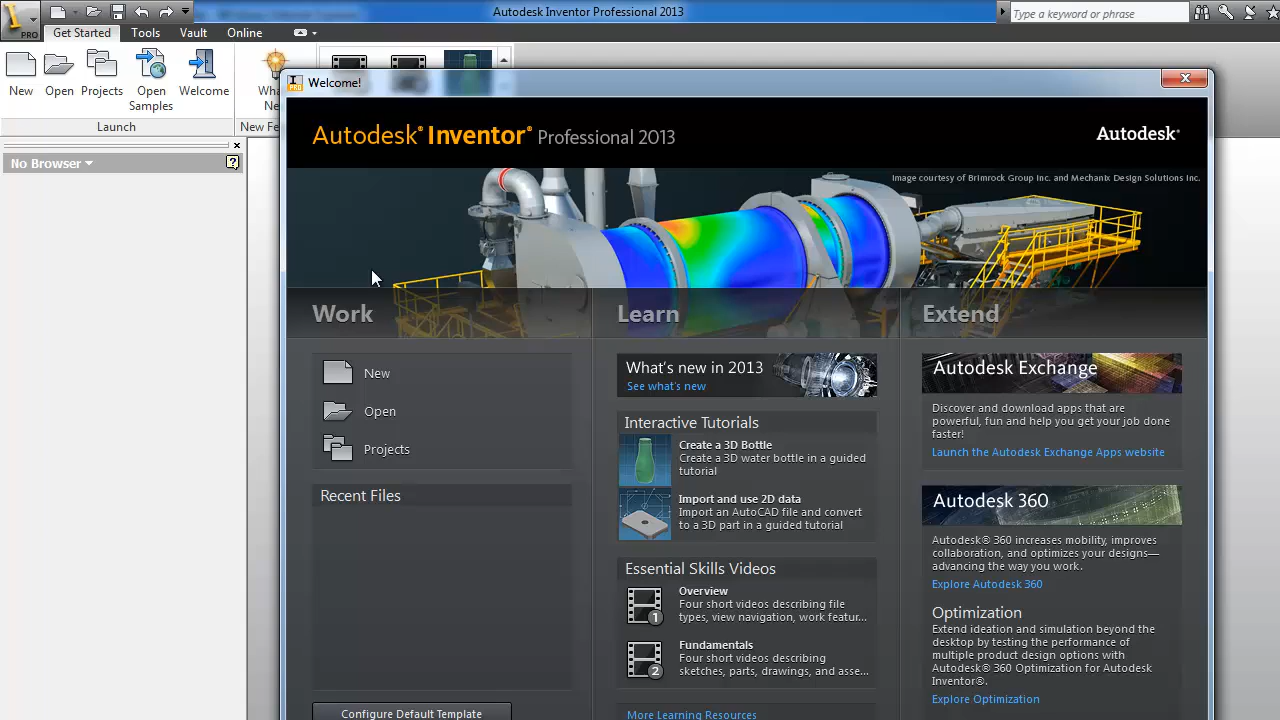 Autodesk Inventor Professional 2013
Type a keyword or phrase
PRO
Get Started
Tools
Vault
Online
New
Open
Projects
Open Samples
Welcome
Launch
New Fe
No Browser
Welcome!
Autodesk® Inventor® Professional 2013
Autodesk®
Image courtesy of Brimrock Group Inc. and Mechanix Design Solutions Inc.
Work
New
Open
Projects
Recent Files
Configure Default Template
Learn
What's new in 2013
See what's new
Interactive Tutorials
Create a 3D Bottle
Create a 3D water bottle in a guided
tutorial
Import and use 2D data
Import an AutoCAD file and convert
to a 3D part in a guided tutorial
Essential Skills Videos
Overview
Four short videos describing file
types, view navigation, work featur...
1
Fundamentals
Four short videos describing
sketches, parts, drawings, and asse...
2
More Learning Resources
Extend
Autodesk Exchange
Discover and download apps that are
powerful, fun and help you get your job done
faster!
Launch the Autodesk Exchange Apps website
Autodesk 360
Autodesk® 360 increases mobility, improves
collaboration, and optimizes your designs—
advancing the way you work.
Explore Autodesk 360
Optimization
Extend ideation and simulation beyond the
desktop by testing the performance of
multiple product design options with
Autodesk® 360 Optimization for Autodesk
Inventor®.
Explore Optimization